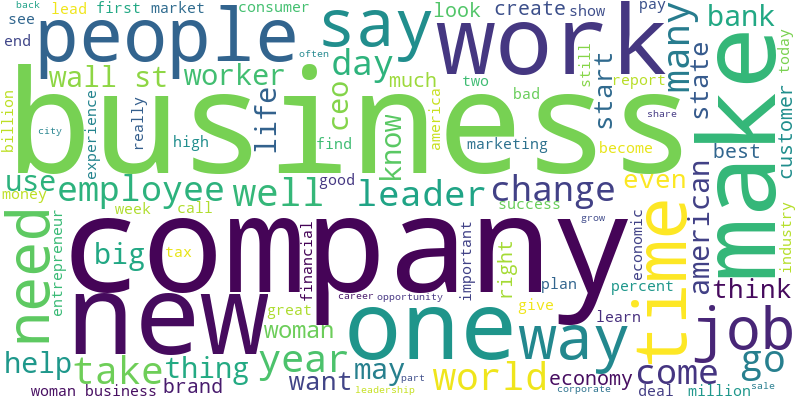 back
lead
first
market
consumer
look
create
show
pay
many
bank
see
end
people
say
work
often
wall st
worker
day
much
two
start
report
state
today
billion
business
life
ceo
know
america
still
make
customer
experience
city
really
high
find
marketing
bad
share
become
best
use
employee
well
good
leader
change
even
american
money
need
entrepreneur
week
call
company
success
grow
time
industry
big
tax
financial
important
right
plan
economic
percent
think
new
great
career
opportunity
give
learn
woman
one
way
job
help
take
thing
year
want
may
world
economy
come
go
woman business
brand
part
leadership
corporate
deal
million
sale